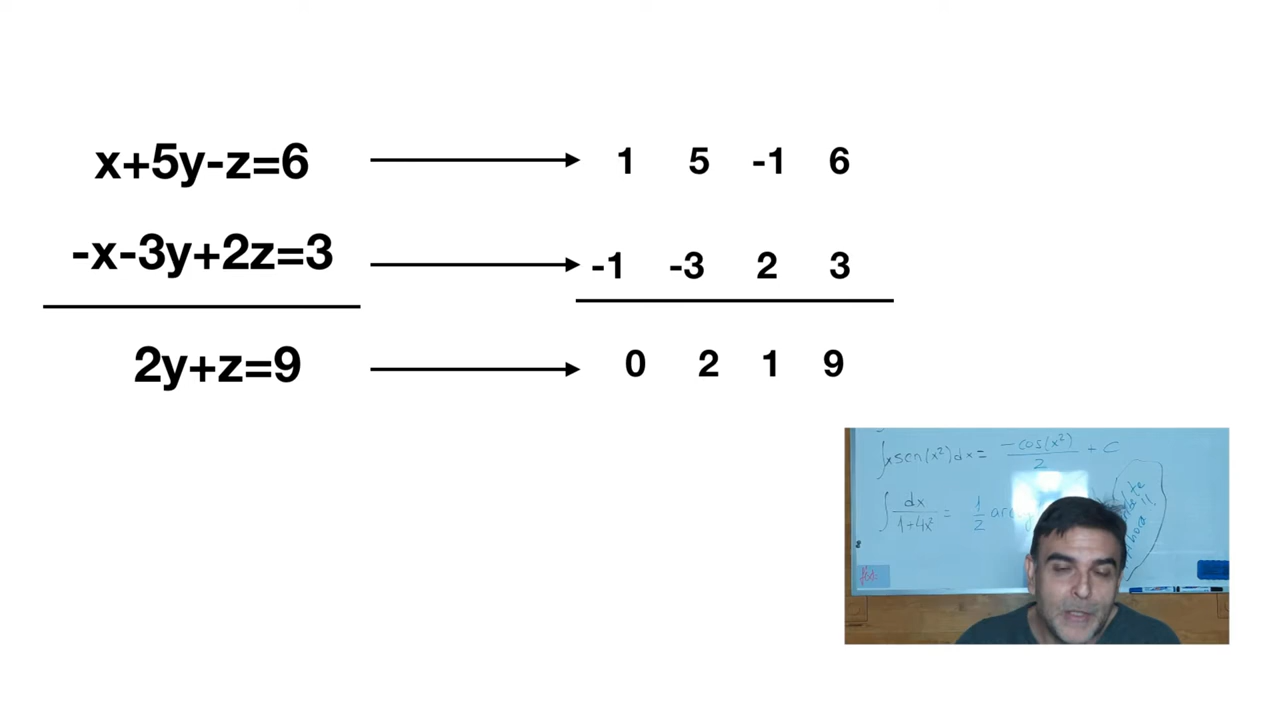 x+5y-z=6
1 5 -1 6
-x-3y+2z=3
-1 -3 2 3
2y+z=9
0 2 1 9
∫xsen(x²)dx= -cos(x²)/2 + C
∫dx/1+4x² = 1/2